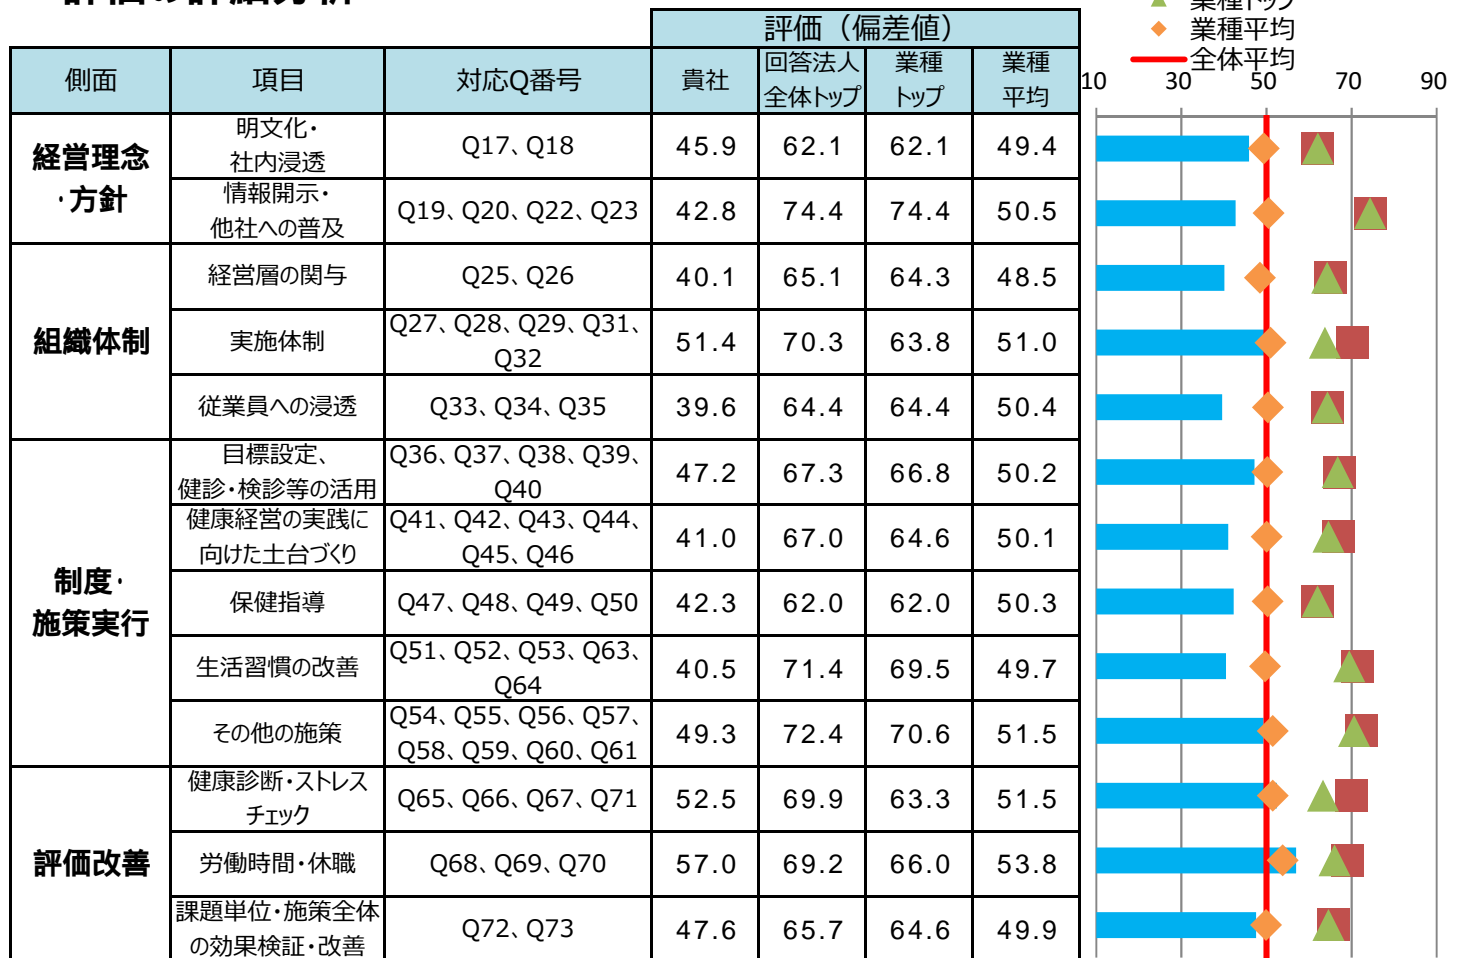 評価の詳細分析
業種トップ
業種平均
全体平均
評価（偏差値）
側面 項目 対応Q番号 貴社 回答法人全体トップ 業種トップ 業種平均
10 30 50 70 90
経営理念・方針
明文化・社内浸透 Q17、Q18 45.9 62.1 62.1 49.4
情報開示・他社への普及 Q19、Q20、Q22、Q23 42.8 74.4 74.4 50.5
組織体制
経営層の関与 Q25、Q26 40.1 65.1 64.3 48.5
実施体制 Q27、Q28、Q29、Q31、Q32 51.4 70.3 63.8 51.0
従業員への浸透 Q33、Q34、Q35 39.6 64.4 64.4 50.4
制度・施策実行
目標設定、健診・検診等の活用 Q36、Q37、Q38、Q39、Q40 47.2 67.3 66.8 50.2
健康経営の実践に向けた土台づくり Q41、Q42、Q43、Q44、Q45、Q46 41.0 67.0 64.6 50.1
保健指導 Q47、Q48、Q49、Q50 42.3 62.0 62.0 50.3
生活習慣の改善 Q51、Q52、Q53、Q63、Q64 40.5 71.4 69.5 49.7
その他の施策 Q54、Q55、Q56、Q57、Q58、Q59、Q60、Q61 49.3 72.4 70.6 51.5
評価改善
健康診断・ストレスチェック Q65、Q66、Q67、Q71 52.5 69.9 63.3 51.5
労働時間・休職 Q68、Q69、Q70 57.0 69.2 66.0 53.8
課題単位・施策全体の効果検証・改善 Q72、Q73 47.6 65.7 64.6 49.9